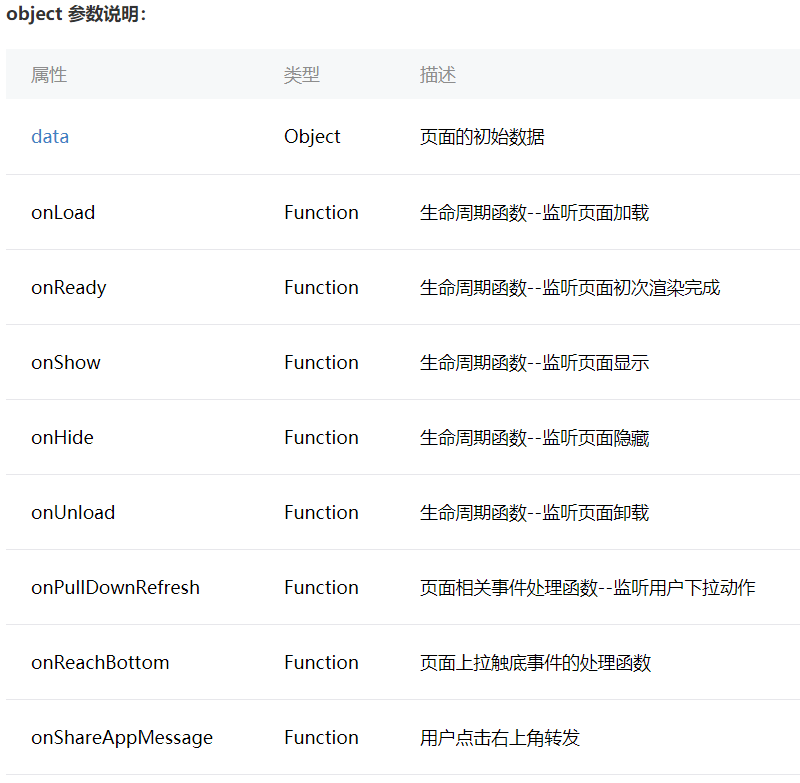 object 参数说明：
属性 类型 描述
data Object 页面的初始数据
onLoad Function 生命周期函数--监听页面加载
onReady Function 生命周期函数--监听页面初次渲染完成
onShow Function 生命周期函数--监听页面显示
onHide Function 生命周期函数--监听页面隐藏
onUnload Function 生命周期函数--监听页面卸载
onPullDownRefresh Function 页面相关事件处理函数--监听用户下拉动作
onReachBottom Function 页面上拉触底事件的处理函数
onShareAppMessage Function 用户点击右上角转发